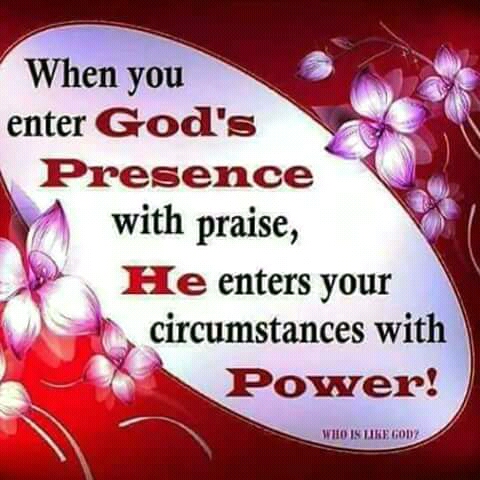 When you
enter God's
Presence
with praise,
He enters your
circumstances with
Power!
WHO IS LIKE GOD?